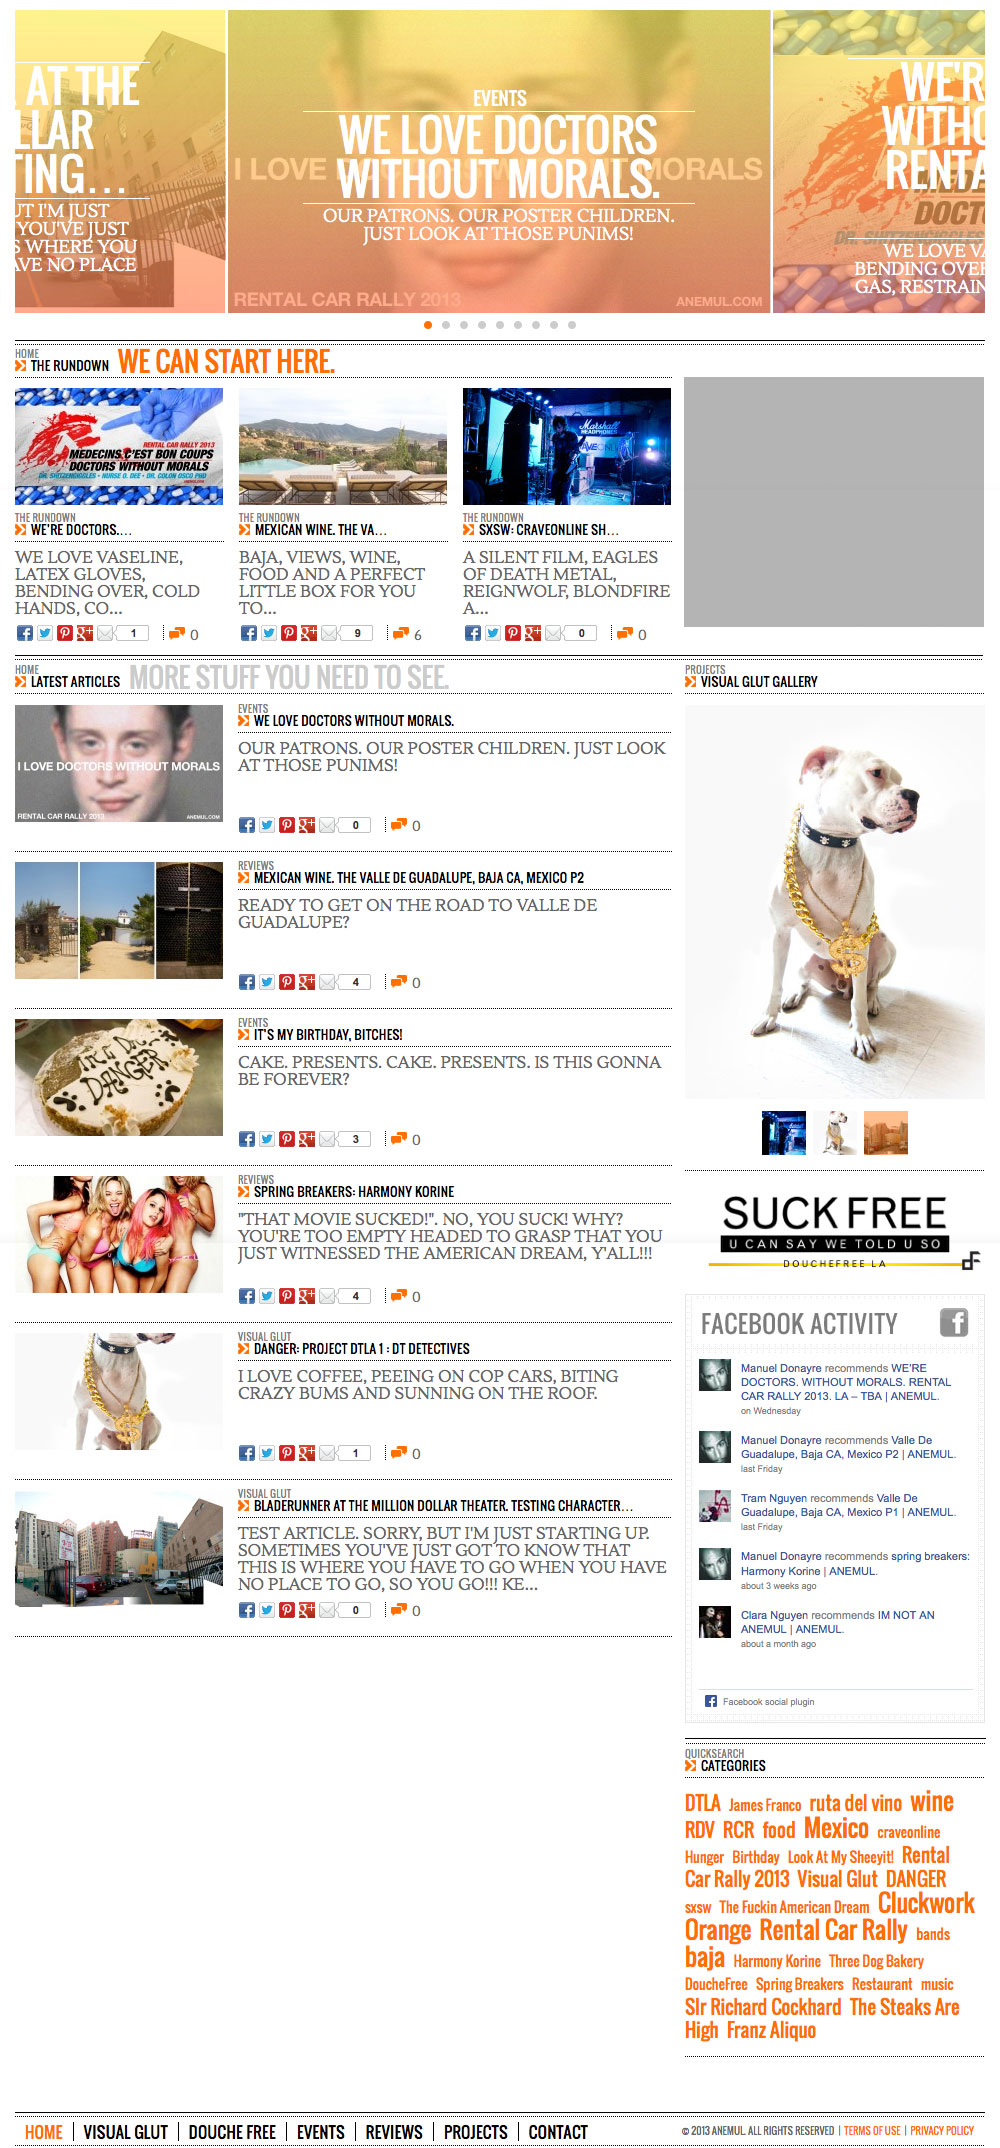 AT THE
LLAR
TING...
UT I'M JUST
YOU'VE JUST
S WHERE YOU
AVE NO PLACE
EVENTS
WE LOVE DOCTORS
WITHOUT MORALS.
OUR PATRONS. OUR POSTER CHILDREN.
JUST LOOK AT THOSE PUNIMS!
RENTAL CAR RALLY 2013
ANEMUL.COM
WE'R
WITHO
RENTA
DOCT
DR. SHITZENGIGGLES
WE LOVE VA
BENDING OVE
GAS, RESTRAIN
HOME
THE RUNDOWN WE CAN START HERE.
RENTAL CAR RALLY 2013
MEDECINS C'EST BON COUPS
DOCTORS WITHOUT MORALS
DR. SHITZENGIGGLES • NURSE O. DEE • DR. COLON OSCO PHD
Marshall
HEADPHONES
THE RUNDOWN
WE'RE DOCTORS....
WE LOVE VASELINE,
LATEX GLOVES,
BENDING OVER, COLD
HANDS, CO...
1 0
THE RUNDOWN
MEXICAN WINE. THE VA...
BAJA, VIEWS, WINE,
FOOD AND A PERFECT
LITTLE BOX FOR YOU
TO...
9 6
THE RUNDOWN
SXSW: CRAVEONLINE SH...
A SILENT FILM, EAGLES
OF DEATH METAL,
REIGNWOLF, BLONDFIRE
A...
0 0
HOME
LATEST ARTICLES MORE STUFF YOU NEED TO SEE.
I LOVE DOCTORS WITHOUT MORALS
RENTAL CAR RALLY 2013
ANEMUL.COM
EVENTS
WE LOVE DOCTORS WITHOUT MORALS.
OUR PATRONS. OUR POSTER CHILDREN. JUST LOOK
AT THOSE PUNIMS!
0 0
REVIEWS
MEXICAN WINE. THE VALLE DE GUADALUPE, BAJA CA, MEXICO P2
READY TO GET ON THE ROAD TO VALLE DE
GUADALUPE?
4 0
DANGER
EVENTS
IT'S MY BIRTHDAY, BITCHES!
CAKE. PRESENTS. CAKE. PRESENTS. IS THIS GONNA
BE FOREVER?
3 0
REVIEWS
SPRING BREAKERS: HARMONY KORINE
"THAT MOVIE SUCKED!". NO, YOU SUCK! WHY?
YOU'RE TOO EMPTY HEADED TO GRASP THAT YOU
JUST WITNESSED THE AMERICAN DREAM, Y'ALL!!!
4 0
VISUAL GLUT
DANGER: PROJECT DTLA 1 : DT DETECTIVES
I LOVE COFFEE, PEEING ON COP CARS, BITING
CRAZY BUMS AND SUNNING ON THE ROOF.
1 0
VISUAL GLUT
BLADERUNNER AT THE MILLION DOLLAR THEATER. TESTING CHARACTER...
TEST ARTICLE. SORRY, BUT I'M JUST STARTING UP.
SOMETIMES YOU'VE JUST GOT TO KNOW THAT
THIS IS WHERE YOU HAVE TO GO WHEN YOU HAVE
NO PLACE TO GO, SO YOU GO!!! KE...
0 0
PROJECTS
VISUAL GLUT GALLERY
SUCK FREE
U CAN SAY WE TOLD U SO
DOUCHEFREE LA
FACEBOOK ACTIVITY
Manuel Donayre recommends WE'RE
DOCTORS. WITHOUT MORALS. RENTAL
CAR RALLY 2013. LA – TBA | ANEMUL.
on Wednesday
Manuel Donayre recommends Valle De
Guadalupe, Baja CA, Mexico P2 | ANEMUL.
last Friday
Tram Nguyen recommends Valle De
Guadalupe, Baja CA, Mexico P1 | ANEMUL.
last Friday
Manuel Donayre recommends spring breakers:
Harmony Korine | ANEMUL.
about 3 weeks ago
Clara Nguyen recommends IM NOT AN
ANEMUL | ANEMUL.
about a month ago
Facebook social plugin
QUICKSEARCH
CATEGORIES
DTLA James Franco ruta del vino wine
RDV RCR food Mexico craveonline
Hunger Birthday Look At My Sheeyit! Rental
Car Rally 2013 Visual Glut DANGER
sxsw The Fuckin American Dream Cluckwork
Orange Rental Car Rally bands
baja Harmony Korine Three Dog Bakery
DoucheFree Spring Breakers Restaurant music
SIr Richard Cockhard The Steaks Are
High Franz Aliquo
HOME | VISUAL GLUT | DOUCHE FREE | EVENTS | REVIEWS | PROJECTS | CONTACT
© 2013 ANEMUL. ALL RIGHTS RESERVED | TERMS OF USE | PRIVACY POLICY